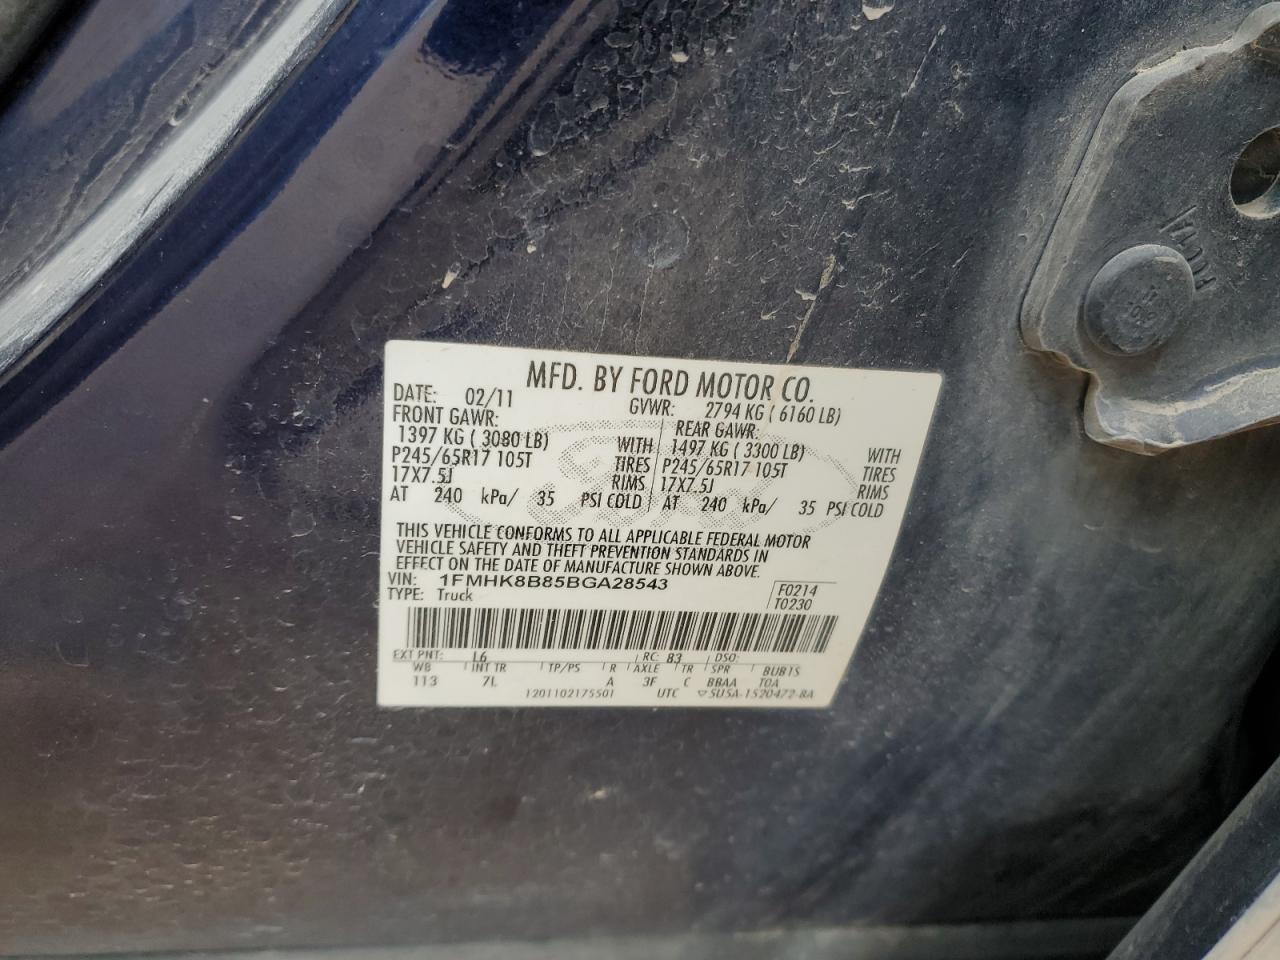 MFD. BY FORD MOTOR CO.
DATE: 02/11 GVWR: 2794 KG ( 6160 LB)
FRONT GAWR: REAR GAWR:
1397 KG ( 3080 LB) WITH 1497 KG ( 3300 LB) WITH
P245/65R17 105T TIRES P245/65R17 105T TIRES
17X7.5J RIMS 17X7.5J RIMS
AT 240 kPa/ 35 PSI COLD AT 240 kPa/ 35 PSI COLD
THIS VEHICLE CONFORMS TO ALL APPLICABLE FEDERAL MOTOR
VEHICLE SAFETY AND THEFT PREVENTION STANDARDS IN
EFFECT ON THE DATE OF MANUFACTURE SHOWN ABOVE.
VIN: 1FMHK8B85BGA28543
TYPE: Truck
F0214
T0230
EXT PNT: L6 RC: 83 DSO:
WB INT TR TP/PS R AXLE TR SPR BUB1S
113 7L A 3F C BBAA TOA
1201102175501 UTC ▽5U5A-1520472-BA